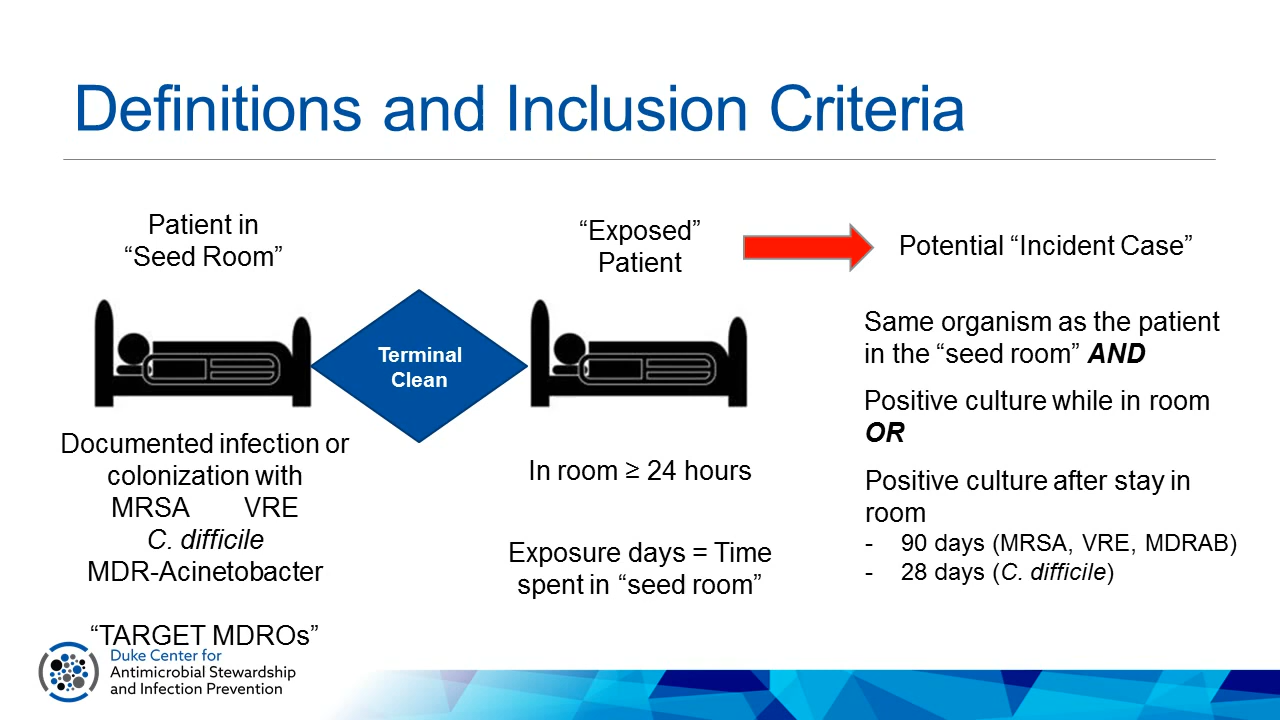 Definitions and Inclusion Criteria
Patient in
“Seed Room”
Terminal
Clean
Documented infection or
colonization with
MRSA VRE
C. difficile
MDR-Acinetobacter
“TARGET MDROs”
“Exposed”
Patient
In room ≥ 24 hours
Exposure days = Time
spent in “seed room”
Potential “Incident Case”
Same organism as the patient
in the “seed room” AND
Positive culture while in room
OR
Positive culture after stay in
room
- 90 days (MRSA, VRE, MDRAB)
- 28 days (C. difficile)
Duke Center for
Antimicrobial Stewardship
and Infection Prevention